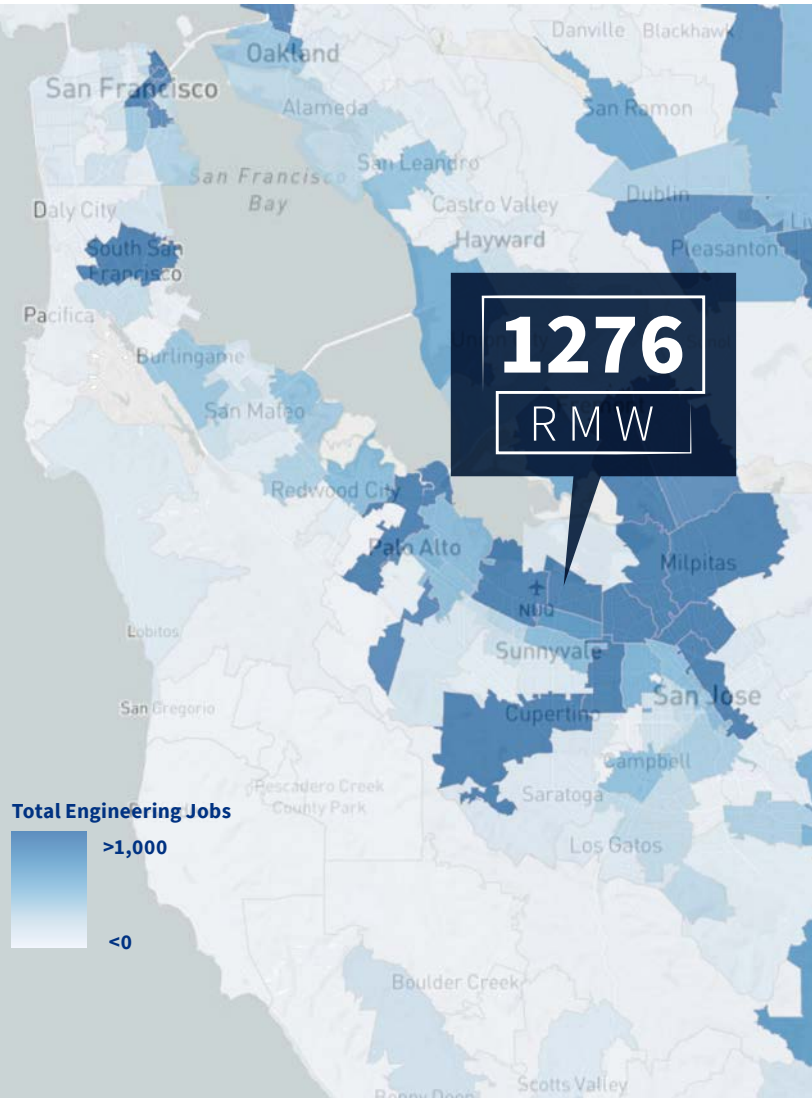 Danville
Blackhawk
Oakland
San Francisco
Alameda
San Ramon
San Leandro
San Francisco
Bay
Dublin
Daly City
Castro Valley
Hayward
South San
Francisco
Pleasanton
Pacifica
1276
RMW
Burlingame
San Mateo
Redwood City
Palo Alto
Milpitas
NUQ
Lobitos
Sunnyvale
San Jose
San Gregorio
Cupertino
Campbell
Pescadero Creek
County Park
Saratoga
Total Engineering Jobs
>1,000
<0
Los Gatos
Boulder Creek
Scotts Valley